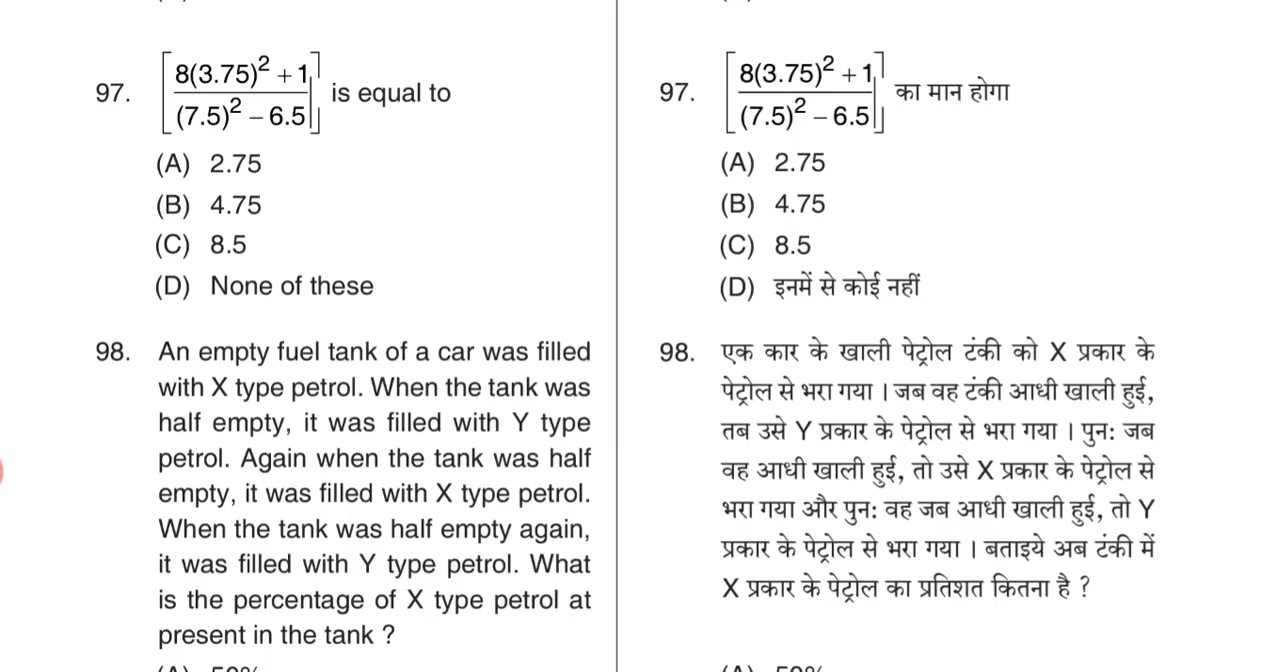 97. [8(3.75)² + 1 / (7.5)² – 6.5] is equal to
(A) 2.75
(B) 4.75
(C) 8.5
(D) None of these
98. An empty fuel tank of a car was filled
with X type petrol. When the tank was
half empty, it was filled with Y type
petrol. Again when the tank was half
empty, it was filled with X type petrol.
When the tank was half empty again,
it was filled with Y type petrol. What
is the percentage of X type petrol at
present in the tank ?
97. [8(3.75)² + 1 / (7.5)² – 6.5] का मान होगा
(A) 2.75
(B) 4.75
(C) 8.5
(D) इनमें से कोई नहीं
98. एक कार के खाली पेट्रोल टंकी को X प्रकार के
पेट्रोल से भरा गया । जब वह टंकी आधी खाली हुई,
तब उसे Y प्रकार के पेट्रोल से भरा गया । पुन: जब
वह आधी खाली हुई, तो उसे X प्रकार के पेट्रोल से
भरा गया और पुन: वह जब आधी खाली हुई, तो Y
प्रकार के पेट्रोल से भरा गया । बताइये अब टंकी में
X प्रकार के पेट्रोल का प्रतिशत कितना है ?